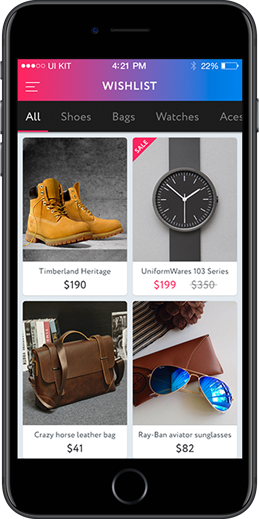 UI KIT 4:21 PM 22%
WISHLIST
All Shoes Bags Watches Aces
SALE
Timberland Heritage UniformWares 103 Series
$190 $199 $350
Crazy horse leather bag Ray-Ban aviator sunglasses
$41 $82